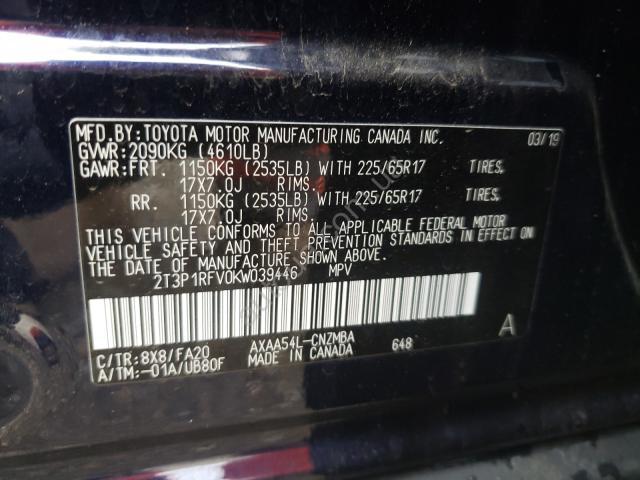 MFD.BY:TOYOTA MOTOR MANUFACTURING CANADA INC. 03/19
GVWR:2090KG (4610LB)
GAWR:FRT. 1150KG (2535LB) WITH 225/65R17 TIRES.
17X7.0J RIMS.
RR. 1150KG (2535LB) WITH 225/65R17 TIRES.
17X7.0J RIMS.
THIS VEHICLE CONFORMS TO ALL APPLICABLE FEDERAL MOTOR
VEHICLE SAFETY AND THEFT PREVENTION STANDARDS IN EFFECT ON
THE DATE OF MANUFACTURE SHOWN ABOVE.
2T3P1RFV0KW039446 MPV
C/TR:8X8/FA20 AXAA54L-CNZMBA 648 A
A/TM:-01A/UB80F MADE IN CANADA